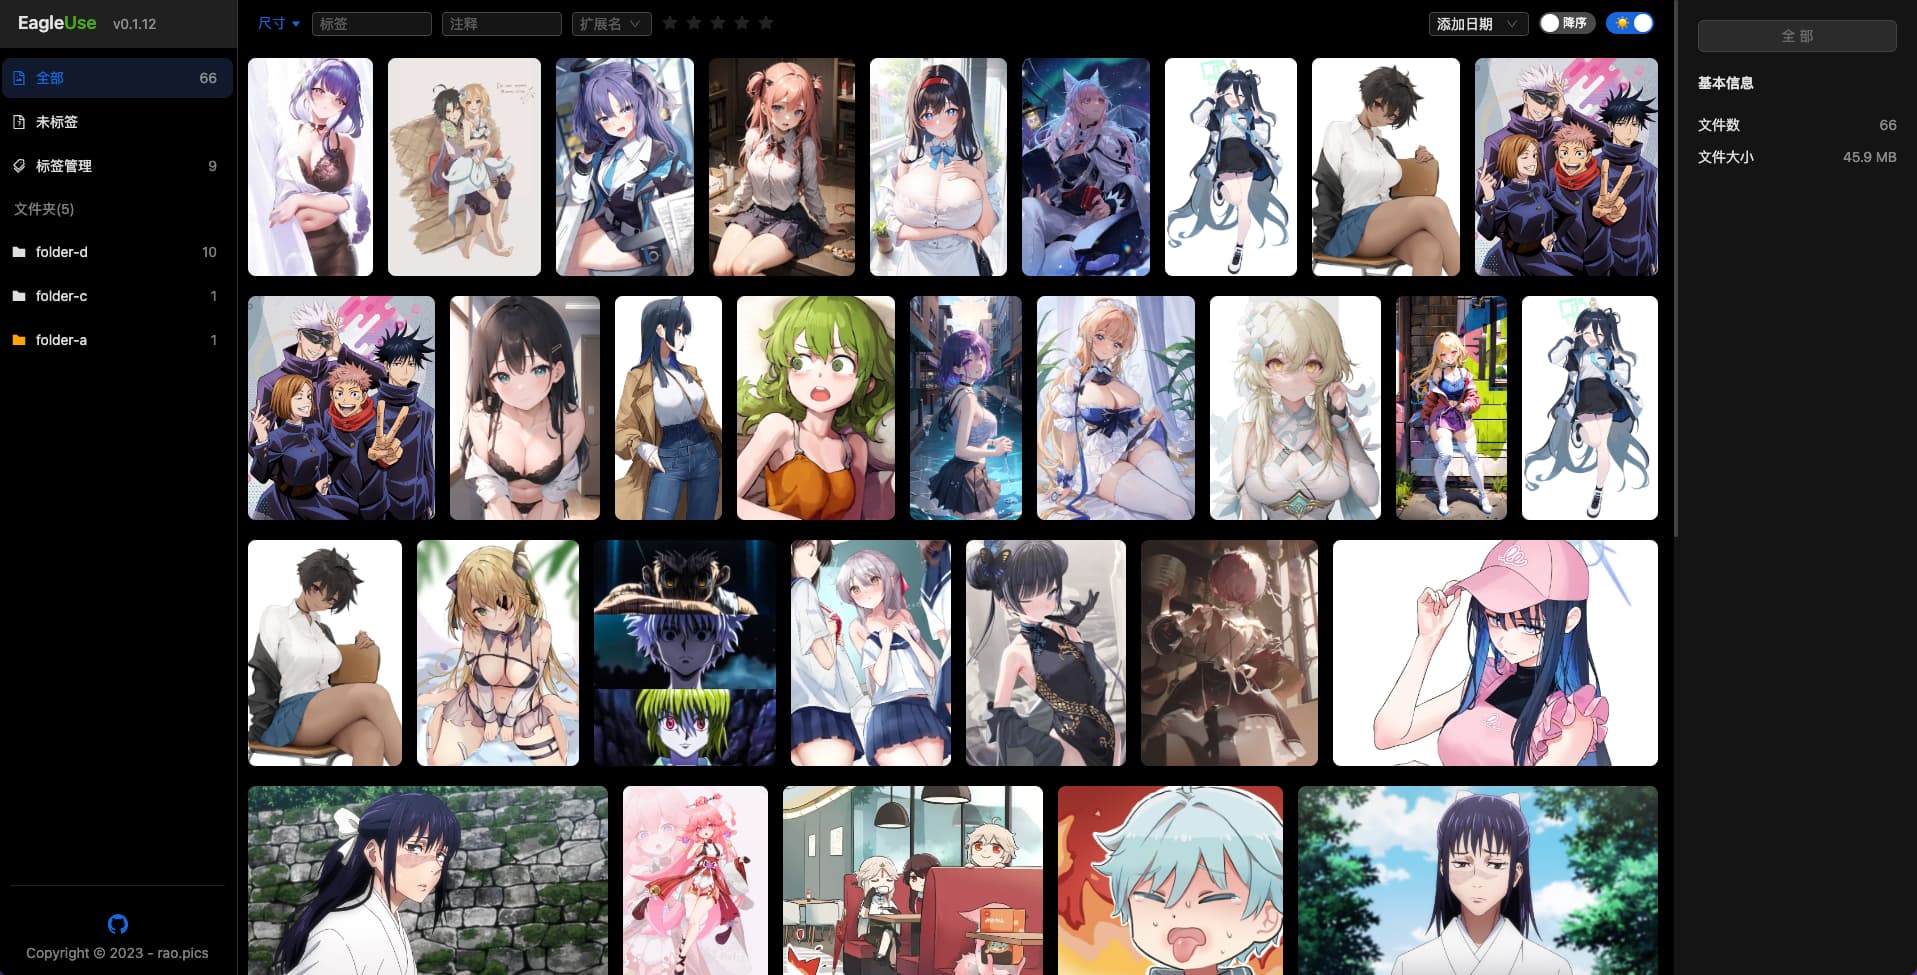 EagleUse v0.1.12
全部 66
未标签
标签管理 9
文件夹(5)
folder-d 10
folder-c 1
folder-a 1
Copyright © 2023 - rao.pics
尺寸 标签 注释 扩展名 添加日期 降序
全 部
基本信息
文件数 66
文件大小 45.9 MB